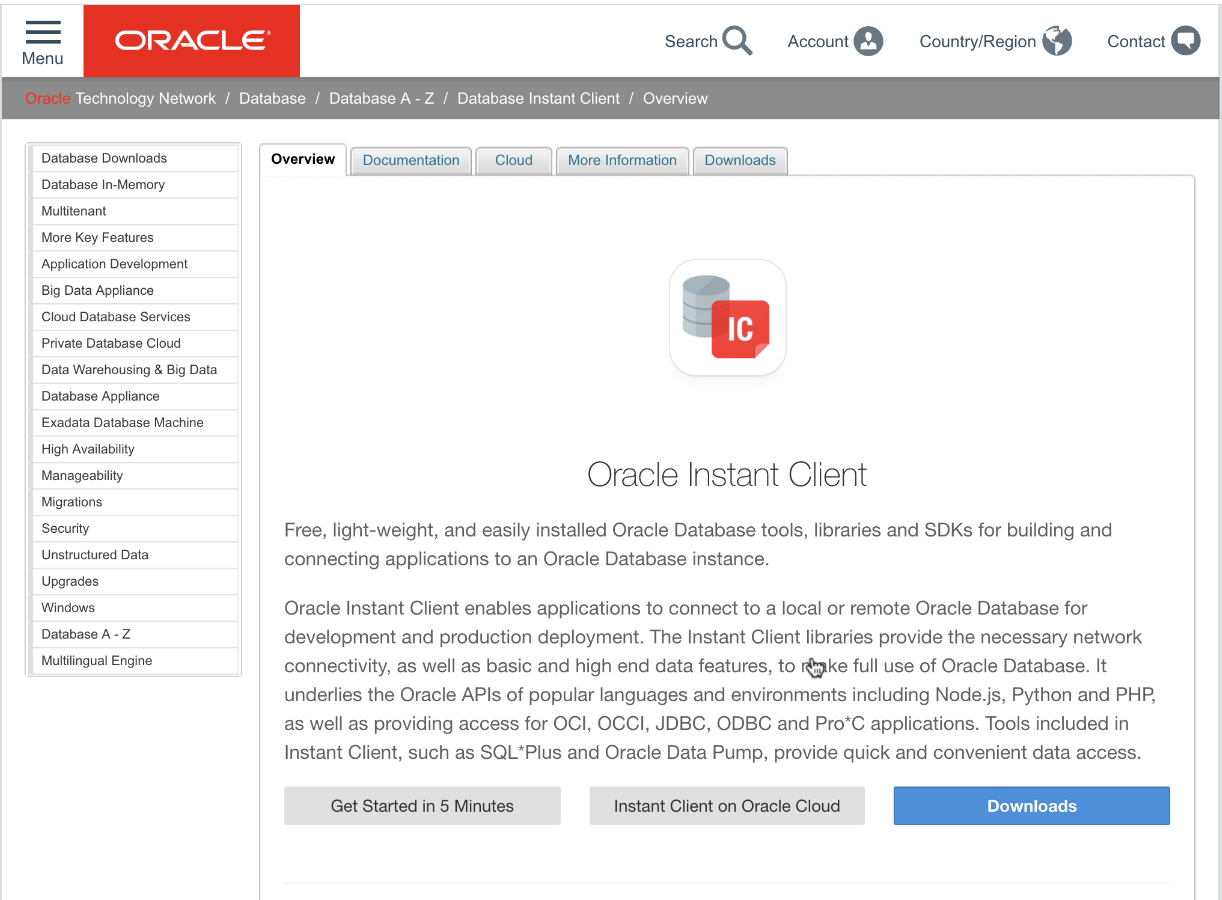 Menu
ORACLE
Search
Account
Country/Region
Contact
Oracle Technology Network / Database / Database A - Z / Database Instant Client / Overview
Database Downloads
Database In-Memory
Multitenant
More Key Features
Application Development
Big Data Appliance
Cloud Database Services
Private Database Cloud
Data Warehousing & Big Data
Database Appliance
Exadata Database Machine
High Availability
Manageability
Migrations
Security
Unstructured Data
Upgrades
Windows
Database A - Z
Multilingual Engine
Overview
Documentation
Cloud
More Information
Downloads
IC
Oracle Instant Client
Free, light-weight, and easily installed Oracle Database tools, libraries and SDKs for building and
connecting applications to an Oracle Database instance.
Oracle Instant Client enables applications to connect to a local or remote Oracle Database for
development and production deployment. The Instant Client libraries provide the necessary network
connectivity, as well as basic and high end data features, to make full use of Oracle Database. It
underlies the Oracle APIs of popular languages and environments including Node.js, Python and PHP,
as well as providing access for OCI, OCCI, JDBC, ODBC and Pro*C applications. Tools included in
Instant Client, such as SQL*Plus and Oracle Data Pump, provide quick and convenient data access.
Get Started in 5 Minutes
Instant Client on Oracle Cloud
Downloads